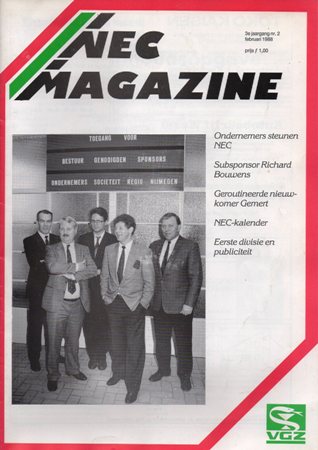 3e jaargang nr. 2
februari 1988
prijs ƒ 1,00
NEC
MAGAZINE
TOEGANG VOOR
BESTUUR GENODIGDEN SPONSORS
ONDERNEMERS SOCIETEIT REGIO NIJMEGEN
Ondernemers steunen
NEC
Subsponsor Richard
Bouwens
Geroutineerde nieuw-
komer Gemert
NEC-kalender
Eerste divisie en
publiciteit
VGZ